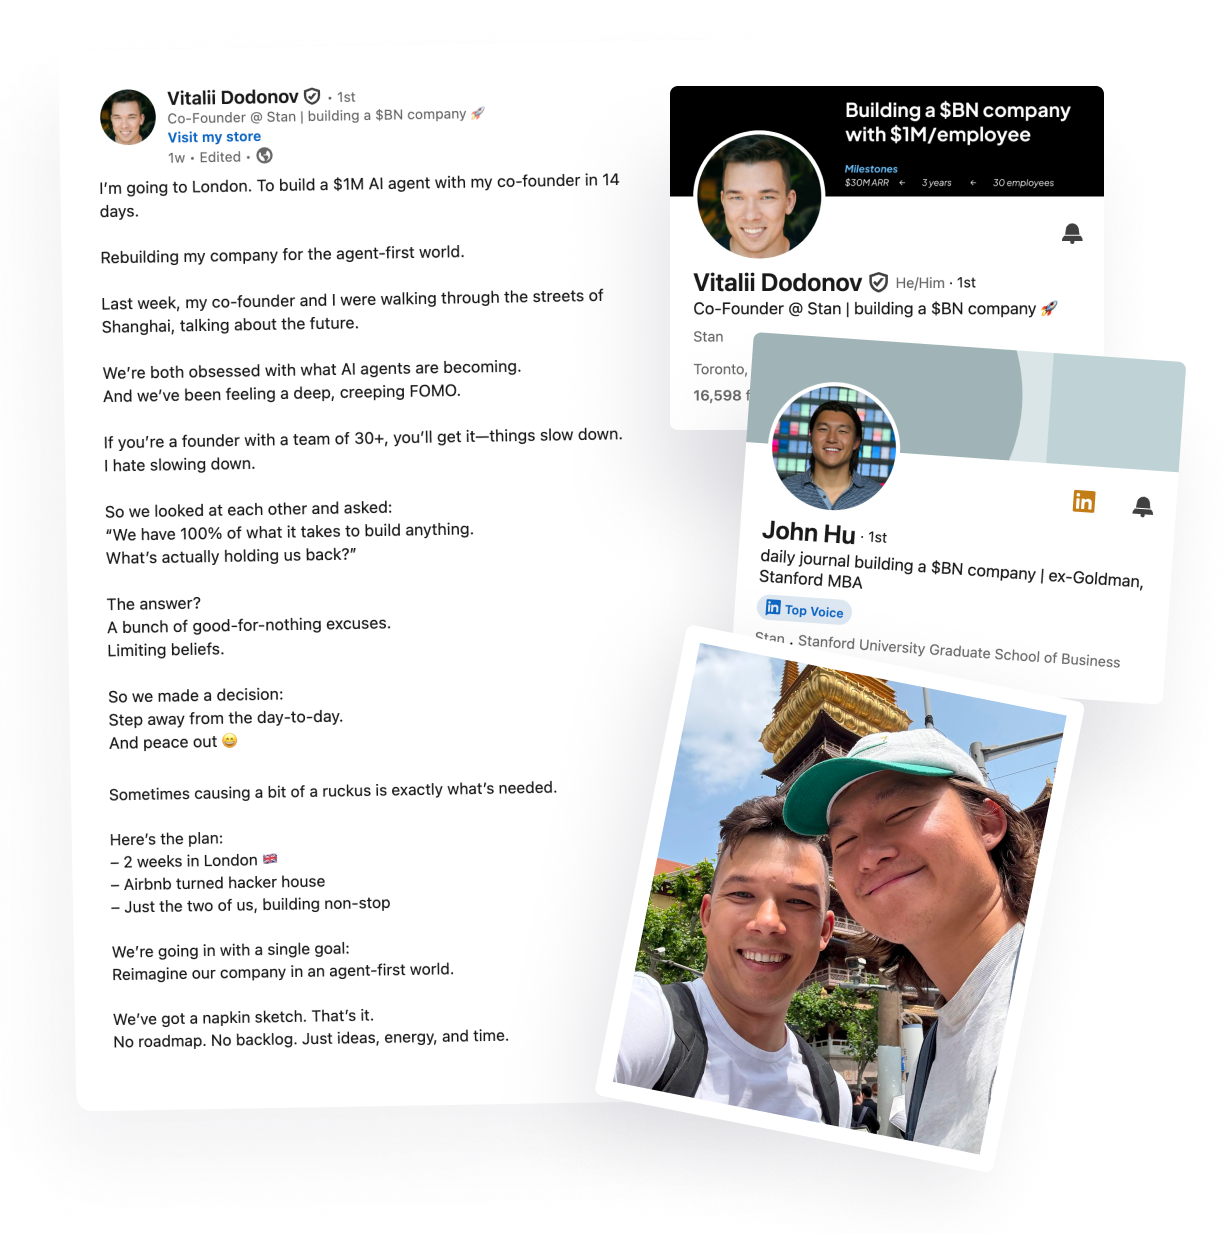 Vitalii Dodonov · 1st
Co-Founder @ Stan | building a $BN company 🚀
Visit my store
1w • Edited •
I'm going to London. To build a $1M AI agent with my co-founder in 14
days.
Rebuilding my company for the agent-first world.
Last week, my co-founder and I were walking through the streets of
Shanghai, talking about the future.
We're both obsessed with what AI agents are becoming.
And we've been feeling a deep, creeping FOMO.
If you're a founder with a team of 30+, you'll get it—things slow down.
I hate slowing down.
So we looked at each other and asked:
“We have 100% of what it takes to build anything.
What's actually holding us back?”
The answer?
A bunch of good-for-nothing excuses.
Limiting beliefs.
So we made a decision:
Step away from the day-to-day.
And peace out 😄
Sometimes causing a bit of a ruckus is exactly what's needed.
Here's the plan:
– 2 weeks in London 🇬🇧
– Airbnb turned hacker house
– Just the two of us, building non-stop
We're going in with a single goal:
Reimagine our company in an agent-first world.
We've got a napkin sketch. That's it.
No roadmap. No backlog. Just ideas, energy, and time.
Building a $BN company
with $1M/employee
Milestones
$30M ARR ← 3 years ← 30 employees
Vitalii Dodonov He/Him · 1st
Co-Founder @ Stan | building a $BN company 🚀
Stan
Toronto,
16,598 f
in
John Hu · 1st
daily journal building a $BN company | ex-Goldman,
Stanford MBA
in Top Voice
Stan • Stanford University Graduate School of Business